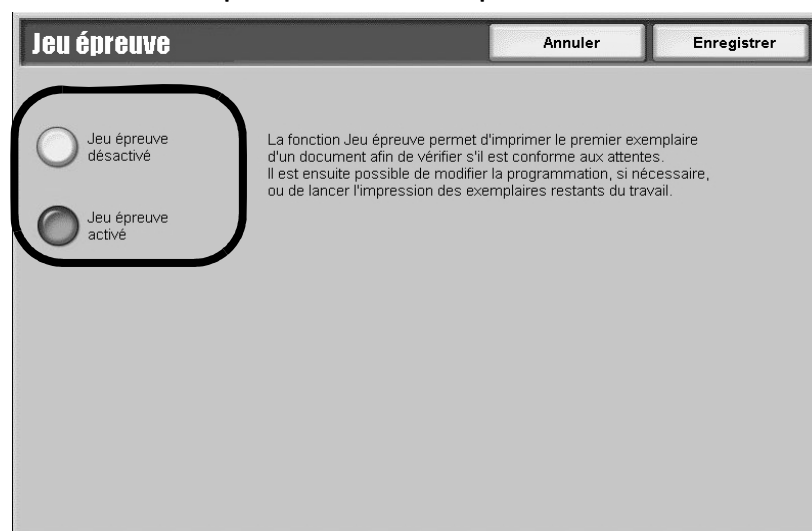 Jeu épreuve
Annuler
Enregistrer
Jeu épreuve
désactivé
Jeu épreuve
activé
La fonction Jeu épreuve permet d'imprimer le premier exemplaire
d'un document afin de vérifier s'il est conforme aux attentes.
Il est ensuite possible de modifier la programmation, si nécessaire,
ou de lancer l'impression des exemplaires restants du travail.